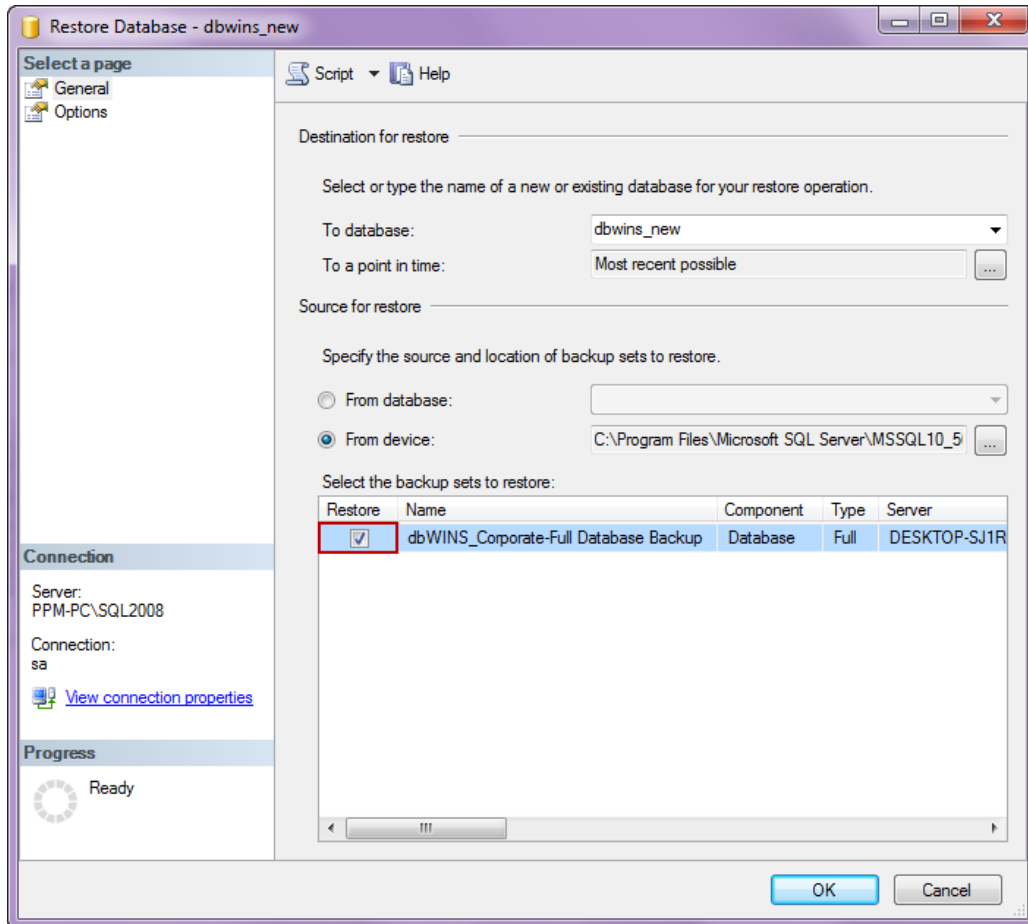 Restore Database - dbwins_new
Select a page
General
Options
Script
Help
Destination for restore
Select or type the name of a new or existing database for your restore operation.
To database:
dbwins_new
To a point in time:
Most recent possible
...
Source for restore
Specify the source and location of backup sets to restore.
From database:
From device:
C:\Program Files\Microsoft SQL Server\MSSQL10_5
...
Select the backup sets to restore:
Restore Name Component Type Server
dbWINS_Corporate-Full Database Backup Database Full DESKTOP-SJ1R
Connection
Server:
PPM-PC\SQL2008
Connection:
sa
View connection properties
Progress
Ready
OK
Cancel